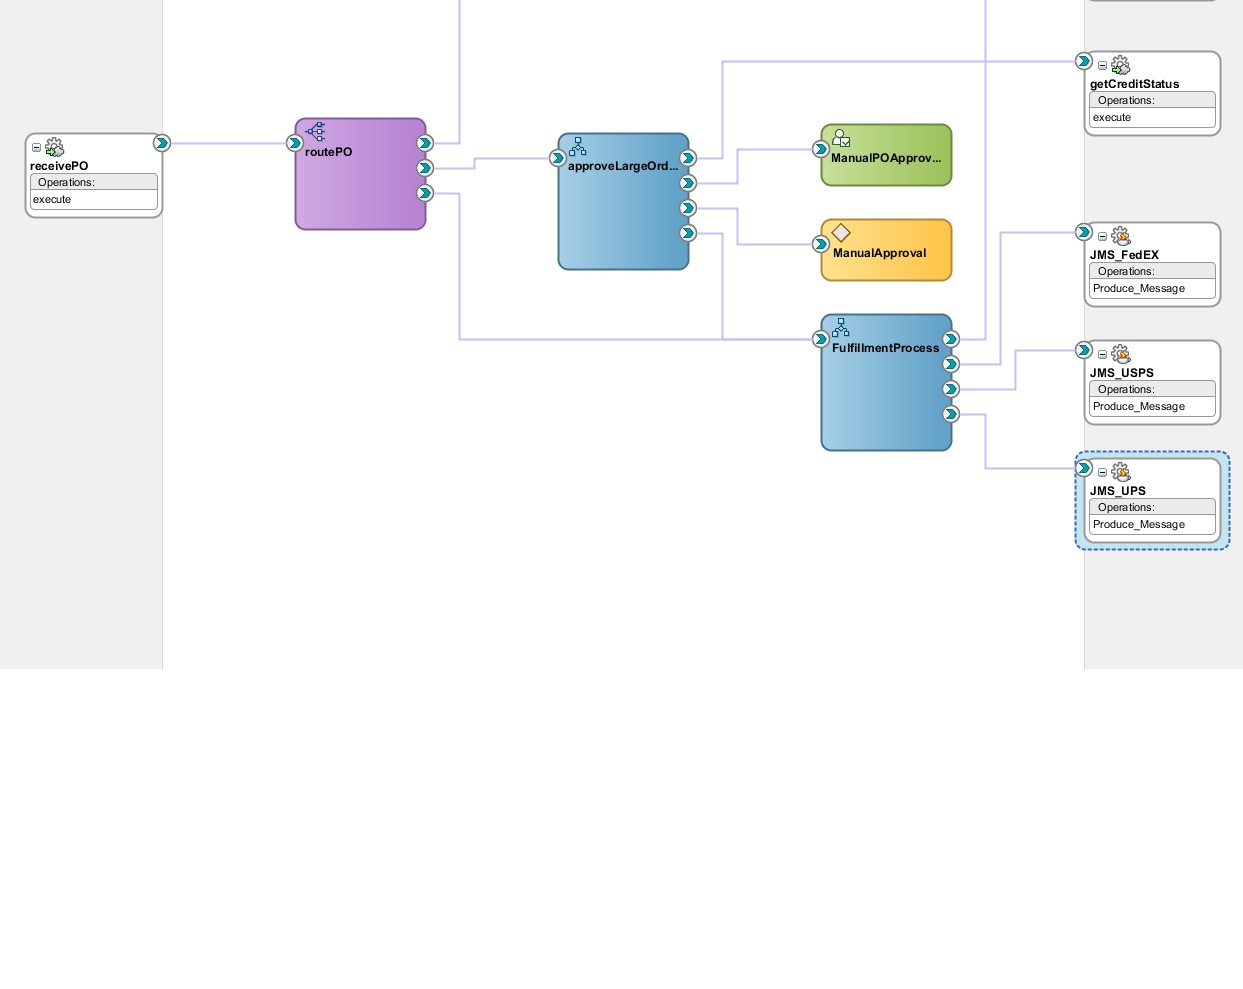 receivePO
Operations:
execute
routePO
approveLargeOrd...
ManualPOApprov...
ManualApproval
FulfillmentProcess
getCreditStatus
Operations:
execute
JMS_FedEX
Operations:
Produce_Message
JMS_USPS
Operations:
Produce_Message
JMS_UPS
Operations:
Produce_Message